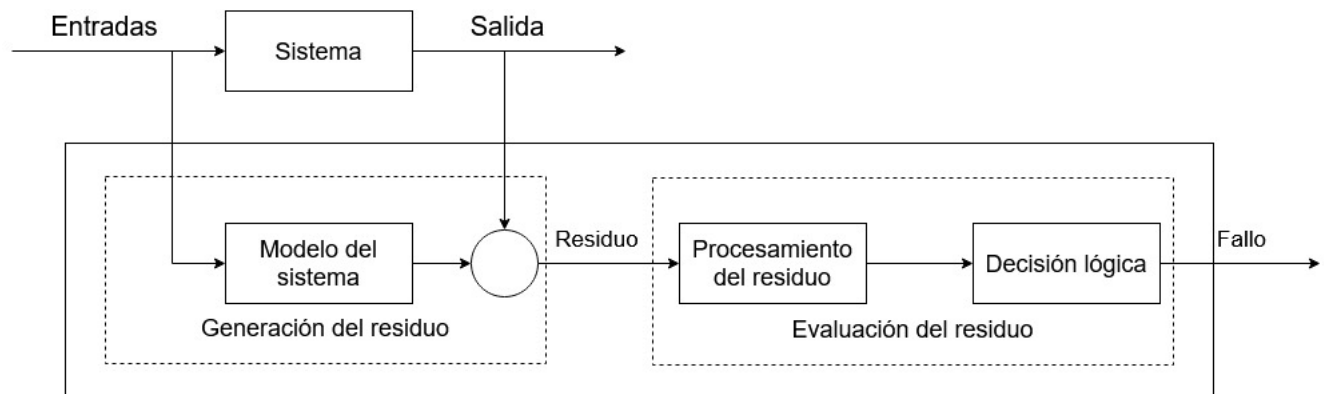 Entradas
Sistema
Salida
Modelo del
sistema
Residuo
Procesamiento
del residuo
Decisión lógica
Fallo
Generación del residuo
Evaluación del residuo